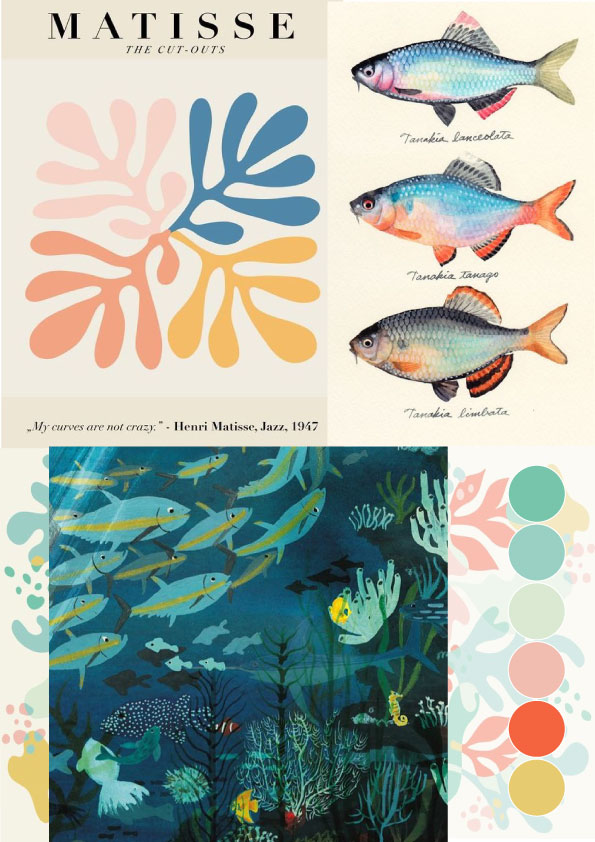 MATISSE
THE CUT-OUTS
„My curves are not crazy.” - Henri Matisse, Jazz, 1947
Tanakia lanceolata
Tanakia tanago
Tanakia limbata